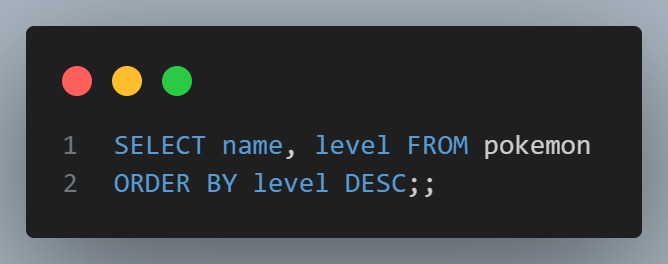 1 SELECT name, level FROM pokemon
2 ORDER BY level DESC;;